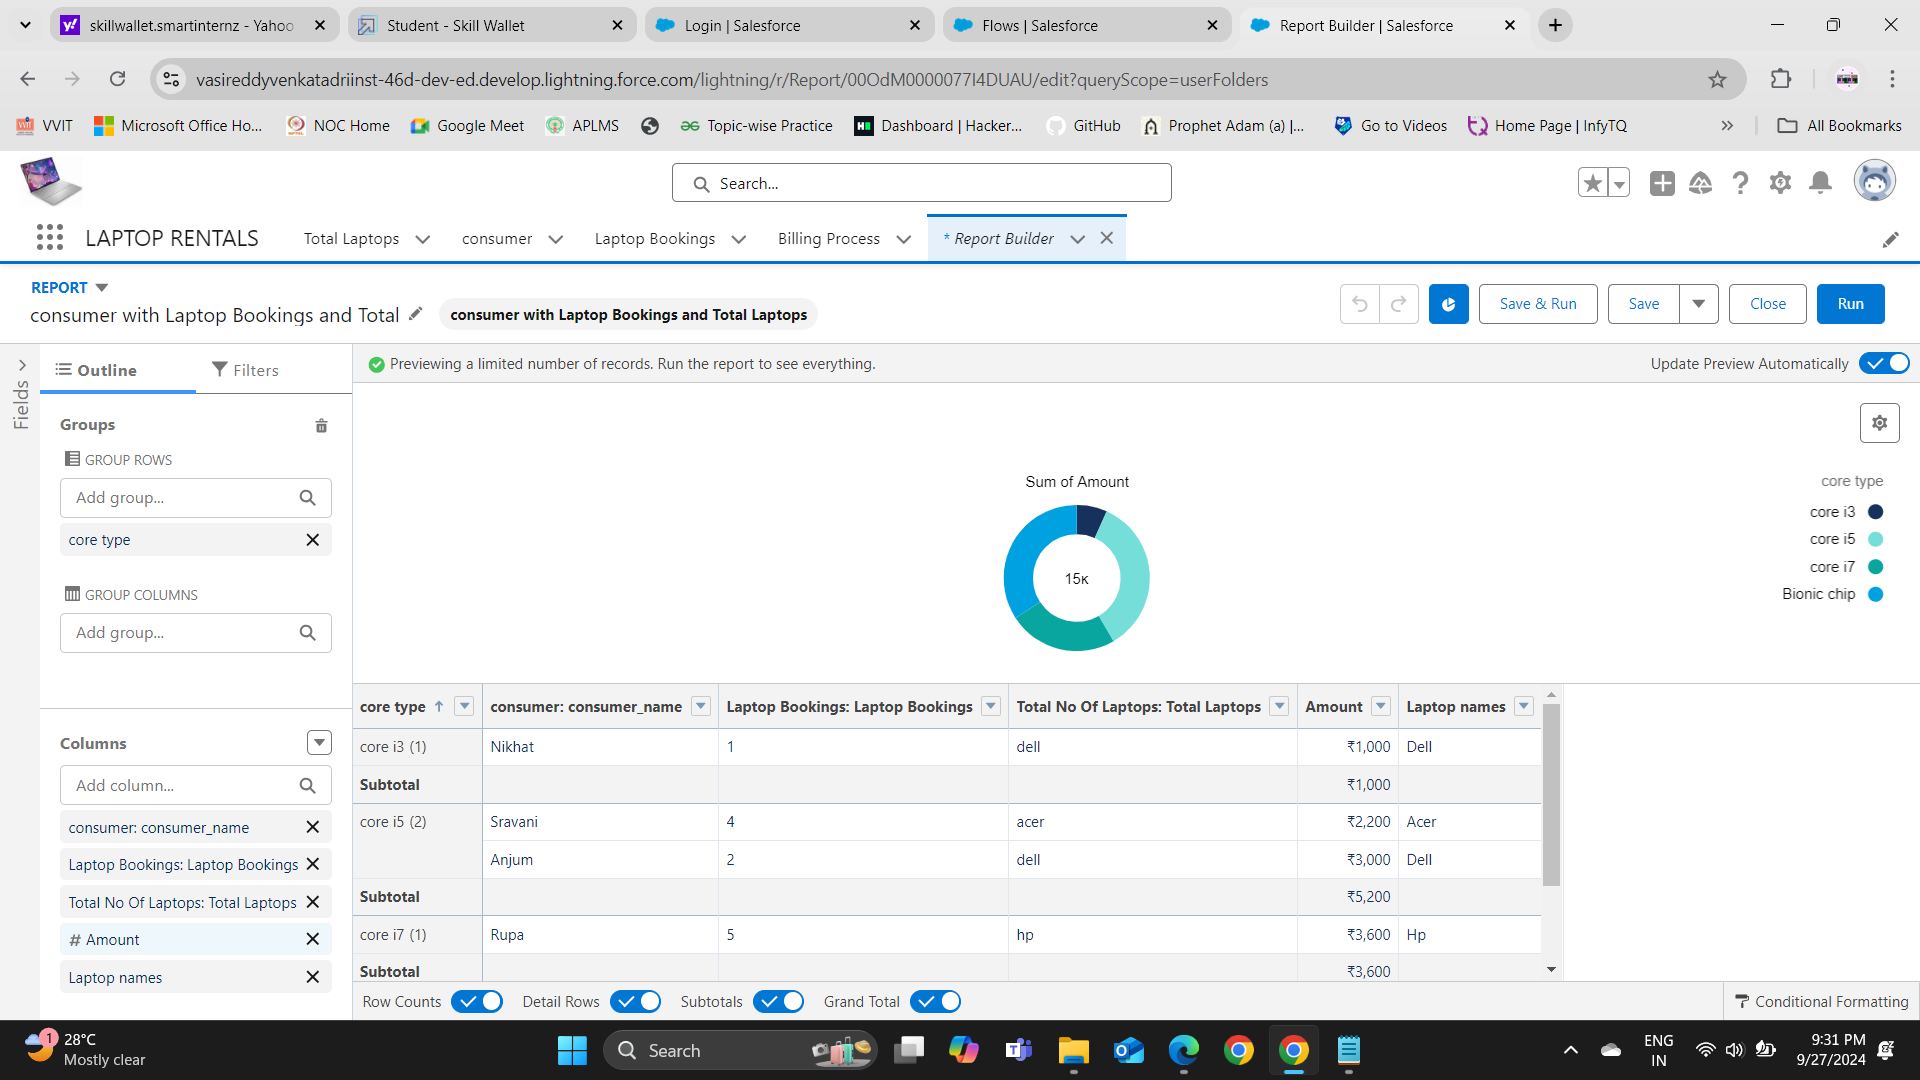 skillwallet.smartinternz - Yahoo
Student - Skill Wallet
Login | Salesforce
Flows | Salesforce
Report Builder | Salesforce
vasireddyvenkatadriinst-46d-dev-ed.develop.lightning.force.com/lightning/r/Report/00OdM0000077I4DUAU/edit?queryScope=userFolders
VVIT
Microsoft Office Ho...
NOC Home
Google Meet
APLMS
Topic-wise Practice
Dashboard | Hacker...
GitHub
Prophet Adam (a) |...
Go to Videos
Home Page | InfyTQ
All Bookmarks
Search...
LAPTOP RENTALS
Total Laptops
consumer
Laptop Bookings
Billing Process
* Report Builder
REPORT
consumer with Laptop Bookings and Total
consumer with Laptop Bookings and Total Laptops
Save & Run
Save
Close
Run
Fields
Outline
Filters
Previewing a limited number of records. Run the report to see everything.
Update Preview Automatically
Groups
GROUP ROWS
Add group...
core type
GROUP COLUMNS
Add group...
Columns
Add column...
consumer: consumer_name
Laptop Bookings: Laptop Bookings
Total No Of Laptops: Total Laptops
# Amount
Laptop names
Sum of Amount
15K
core type
core i3
core i5
core i7
Bionic chip
core type consumer: consumer_name Laptop Bookings: Laptop Bookings Total No Of Laptops: Total Laptops Amount Laptop names
core i3 (1) Nikhat 1 dell ₹1,000 Dell
Subtotal ₹1,000
core i5 (2) Sravani 4 acer ₹2,200 Acer
Anjum 2 dell ₹3,000 Dell
Subtotal ₹5,200
core i7 (1) Rupa 5 hp ₹3,600 Hp
Subtotal ₹3,600
Row Counts
Detail Rows
Subtotals
Grand Total
Conditional Formatting
1
28°C
Mostly clear
Search
ENG
IN
9:31 PM
9/27/2024